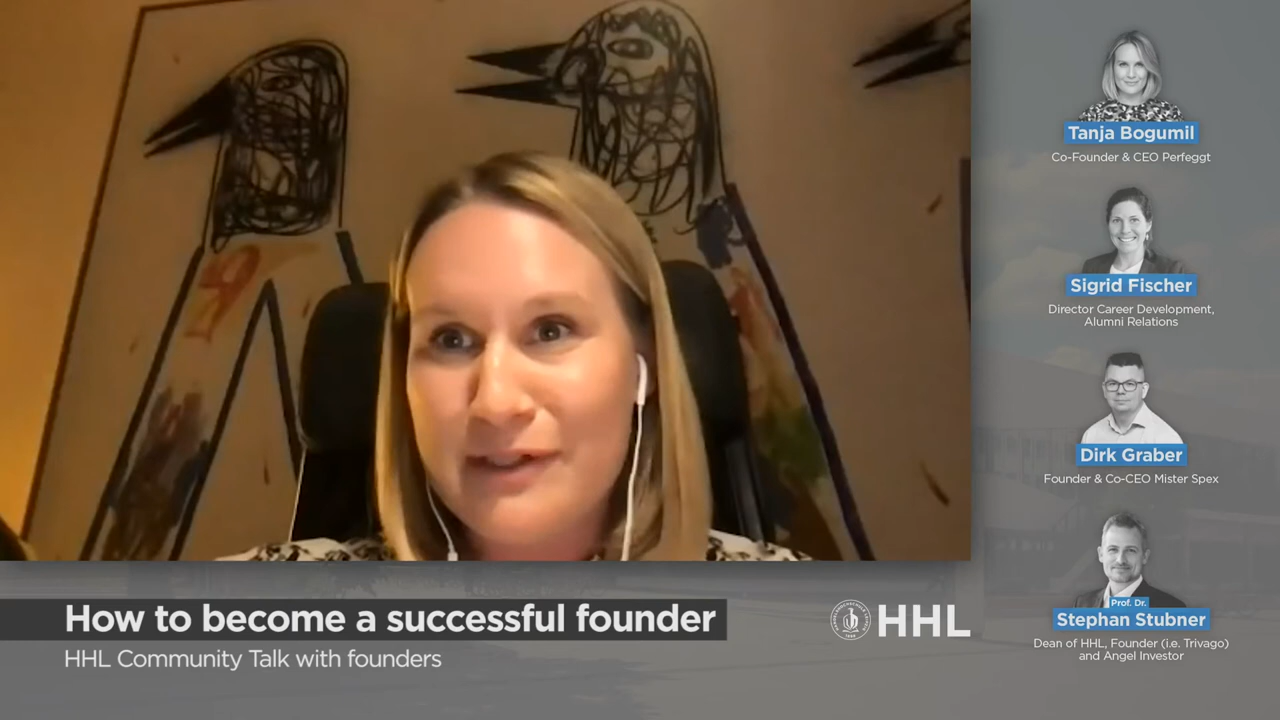 Tanja Bogumil
Co-Founder & CEO Perfeggt
Sigrid Fischer
Director Career Development,
Alumni Relations
Dirk Graber
Founder & Co-CEO Mister Spex
Prof. Dr.
Stephan Stubner
Dean of HHL, Founder (i.e. Trivago)
and Angel Investor
How to become a successful founder
HHL Community Talk with founders
HHL